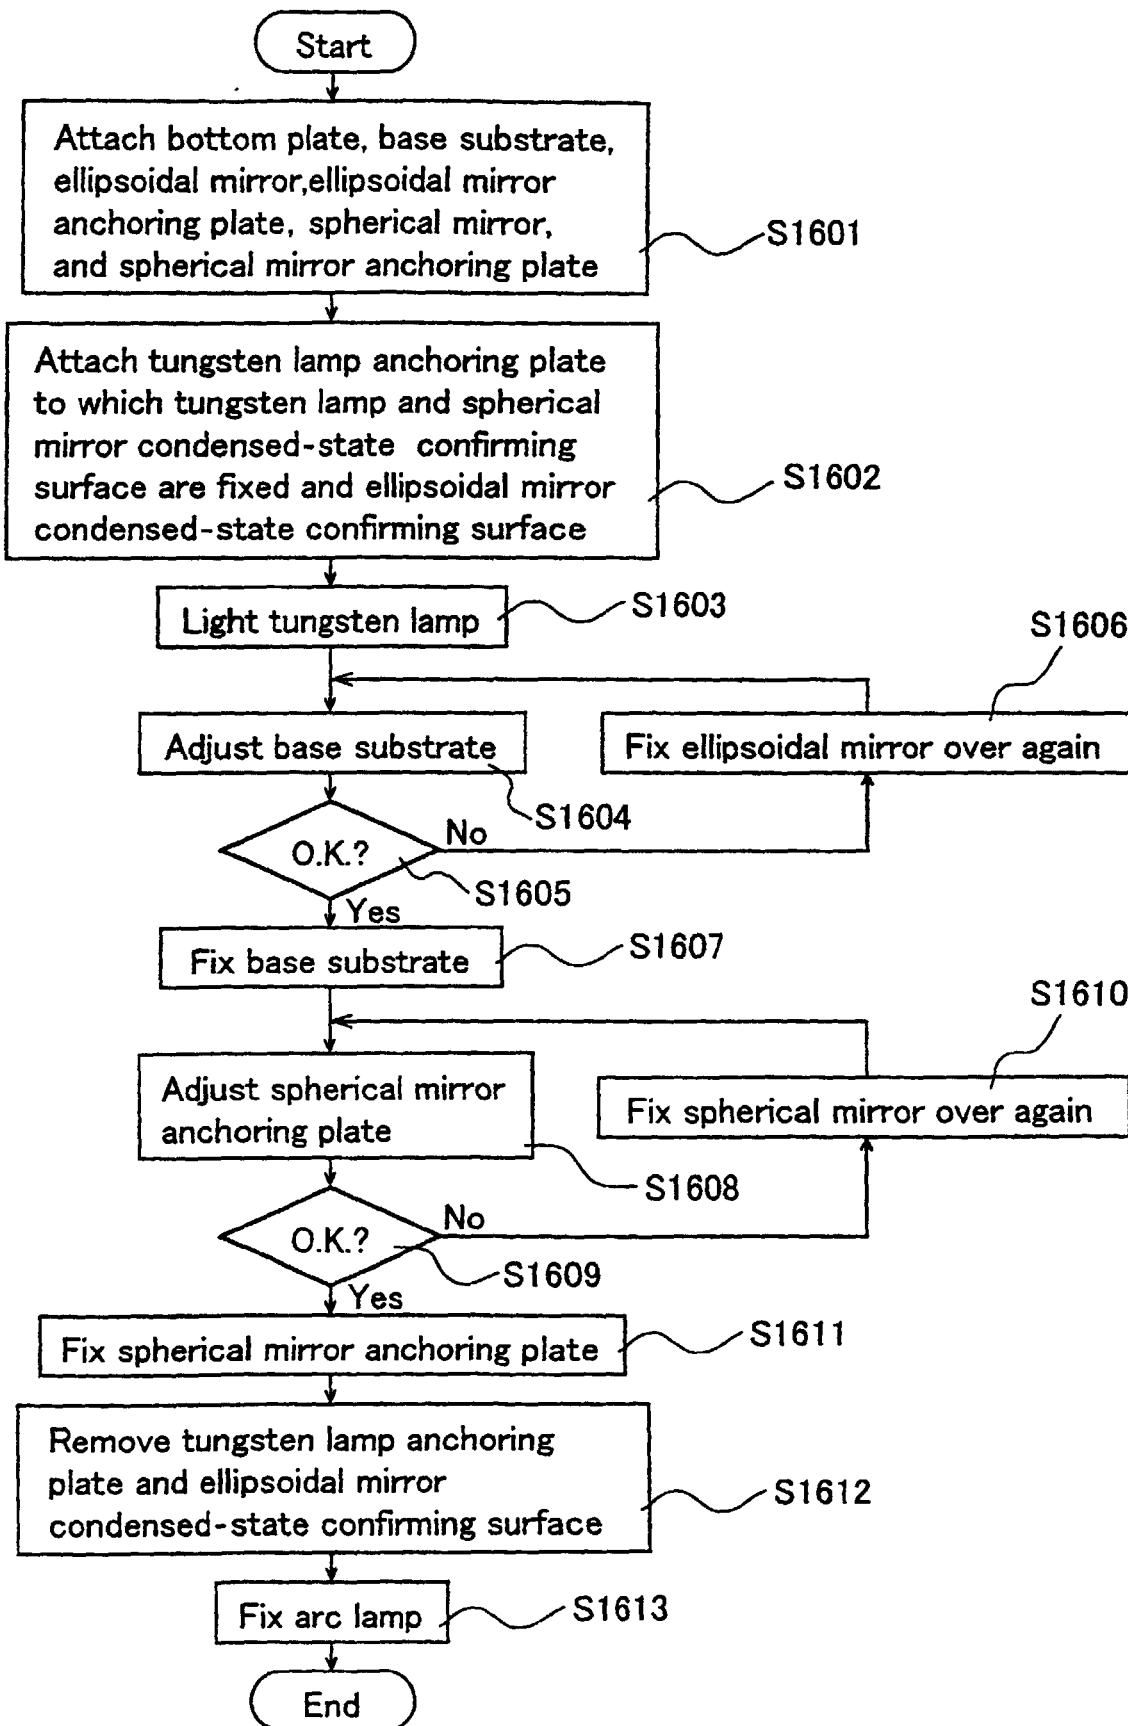 Start
Attach bottom plate, base substrate,
ellipsoidal mirror,ellipsoidal mirror
anchoring plate, spherical mirror,
and spherical mirror anchoring plate
S1601
Attach tungsten lamp anchoring plate
to which tungsten lamp and spherical
mirror condensed-state confirming
surface are fixed and ellipsoidal mirror
condensed-state confirming surface
S1602
Light tungsten lamp
S1603
S1606
Adjust base substrate
Fix ellipsoidal mirror over again
S1604
O.K.?
No
S1605
Yes
Fix base substrate
S1607
S1610
Adjust spherical mirror
anchoring plate
Fix spherical mirror over again
S1608
O.K.?
No
S1609
Yes
Fix spherical mirror anchoring plate
S1611
Remove tungsten lamp anchoring
plate and ellipsoidal mirror
condensed-state confirming surface
S1612
Fix arc lamp
S1613
End